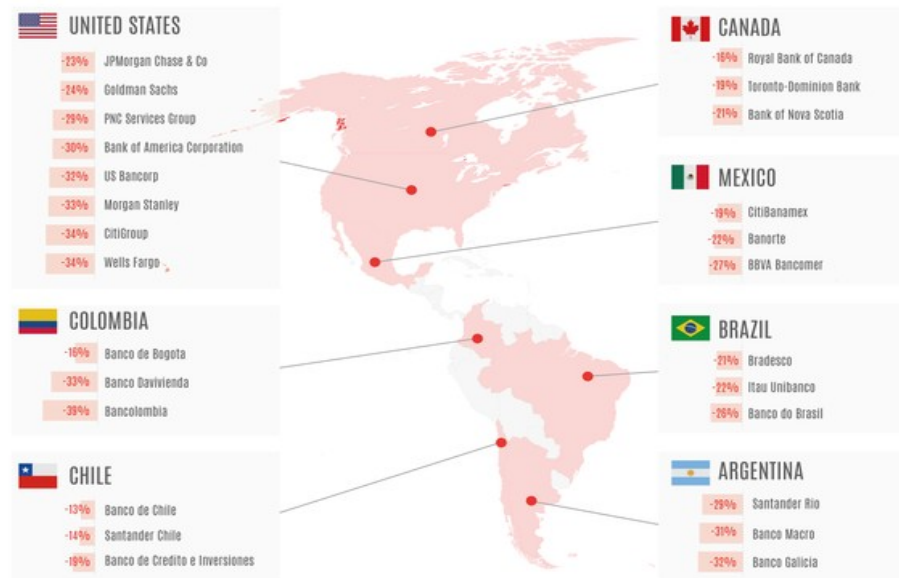 UNITED STATES
-23% JPMorgan Chase & Co
-24% Goldman Sachs
-29% PNC Services Group
-30% Bank of America Corporation
-32% US Bancorp
-33% Morgan Stanley
-34% CitiGroup
-34% Wells Fargo
COLOMBIA
-16% Banco de Bogota
-33% Banco Davivienda
-39% Bancolombia
CHILE
-13% Banco de Chile
-14% Santander Chile
-19% Banco de Credito e Inversiones
CANADA
-16% Royal Bank of Canada
-19% Toronto-Dominion Bank
-21% Bank of Nova Scotia
MEXICO
-19% CitiBanamex
-22% Banorte
-27% BBVA Bancomer
BRAZIL
-21% Bradesco
-22% Itau Unibanco
-26% Banco do Brasil
ARGENTINA
-29% Santander Rio
-31% Banco Macro
-32% Banco Galicia